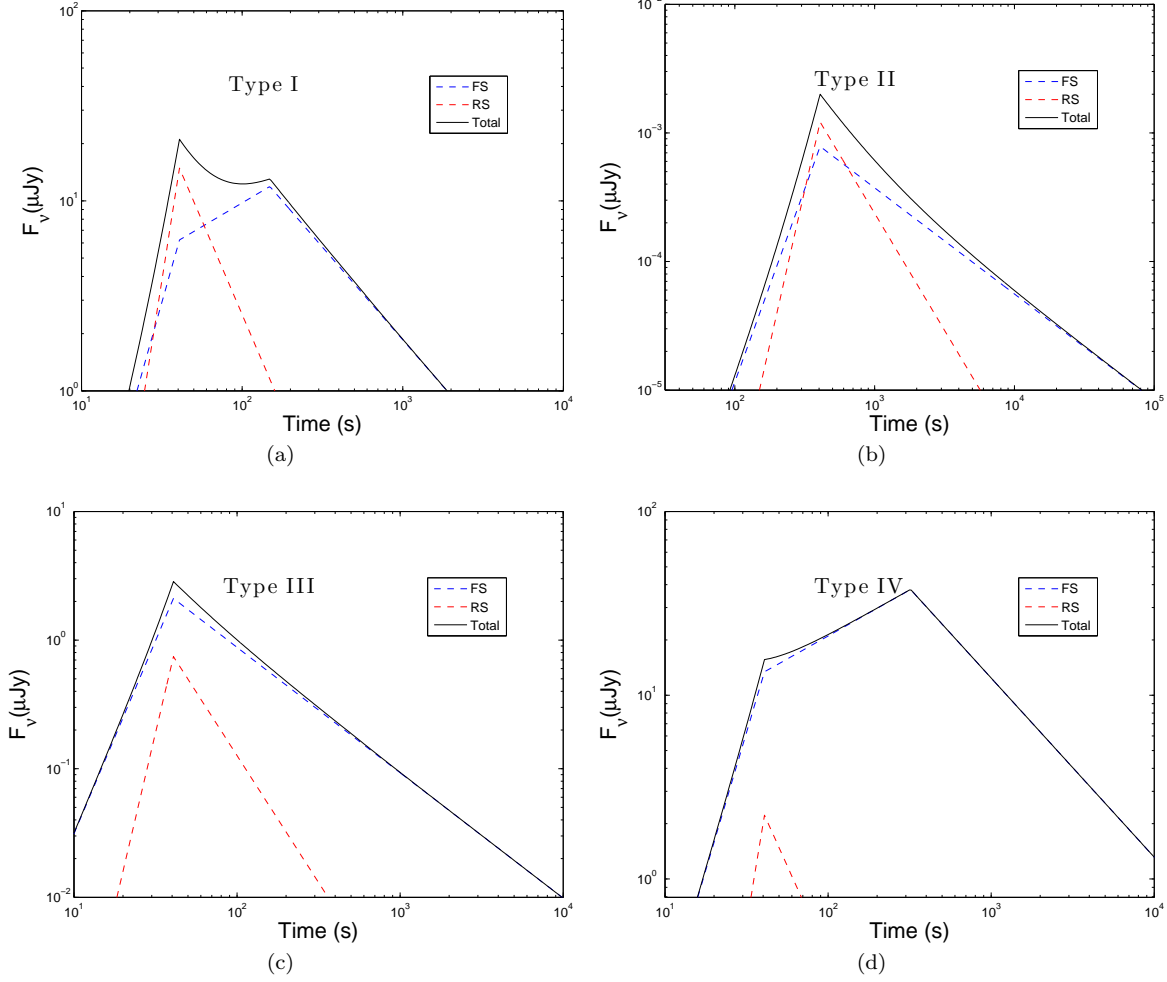 10^2
10^1
10^0
F_ν(μJy)
Type I
FS
RS
Total
10^1 10^2 10^3 10^4
Time (s)
(a)
10^-3
10^-4
10^-5
F_ν(μJy)
Type II
FS
RS
Total
10^2 10^3 10^4 10^5
Time (s)
(b)
10^1
10^0
10^-1
10^-2
F_ν(μJy)
Type III
FS
RS
Total
10^1 10^2 10^3 10^4
Time (s)
(c)
10^2
10^1
10^0
F_ν(μJy)
Type IV
FS
RS
Total
10^1 10^2 10^3 10^4
Time (s)
(d)